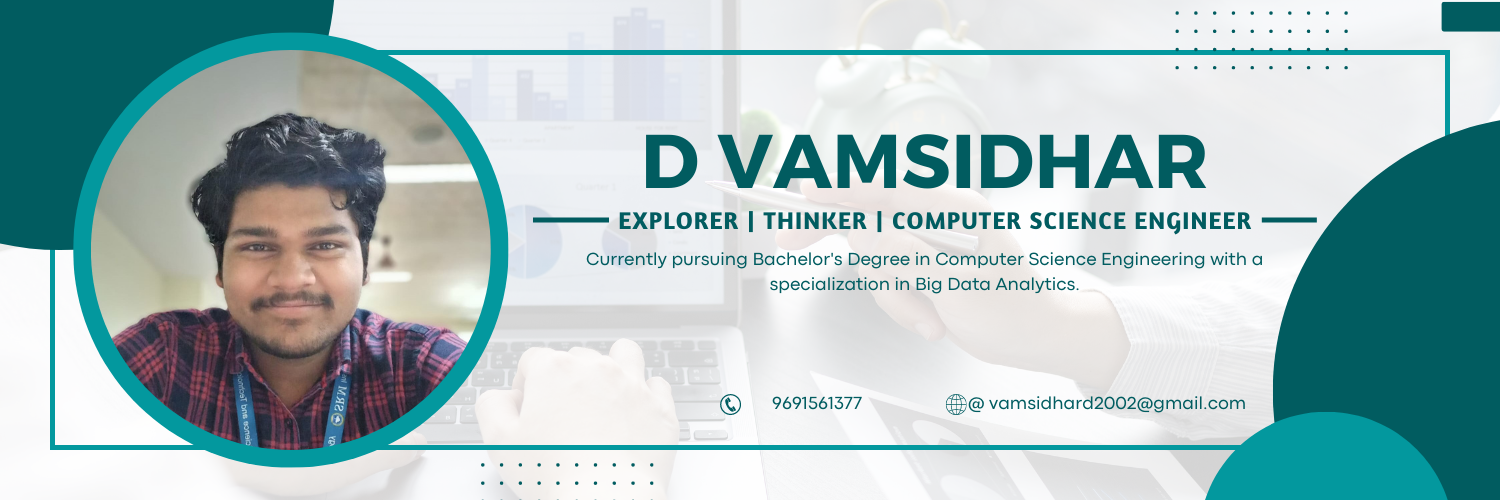 D VAMSIDHAR
EXPLORER | THINKER | COMPUTER SCIENCE ENGINEER
Currently pursuing Bachelor's Degree in Computer Science Engineering with a
specialization in Big Data Analytics.
9691561377
@ vamsidhard2002@gmail.com
SRM